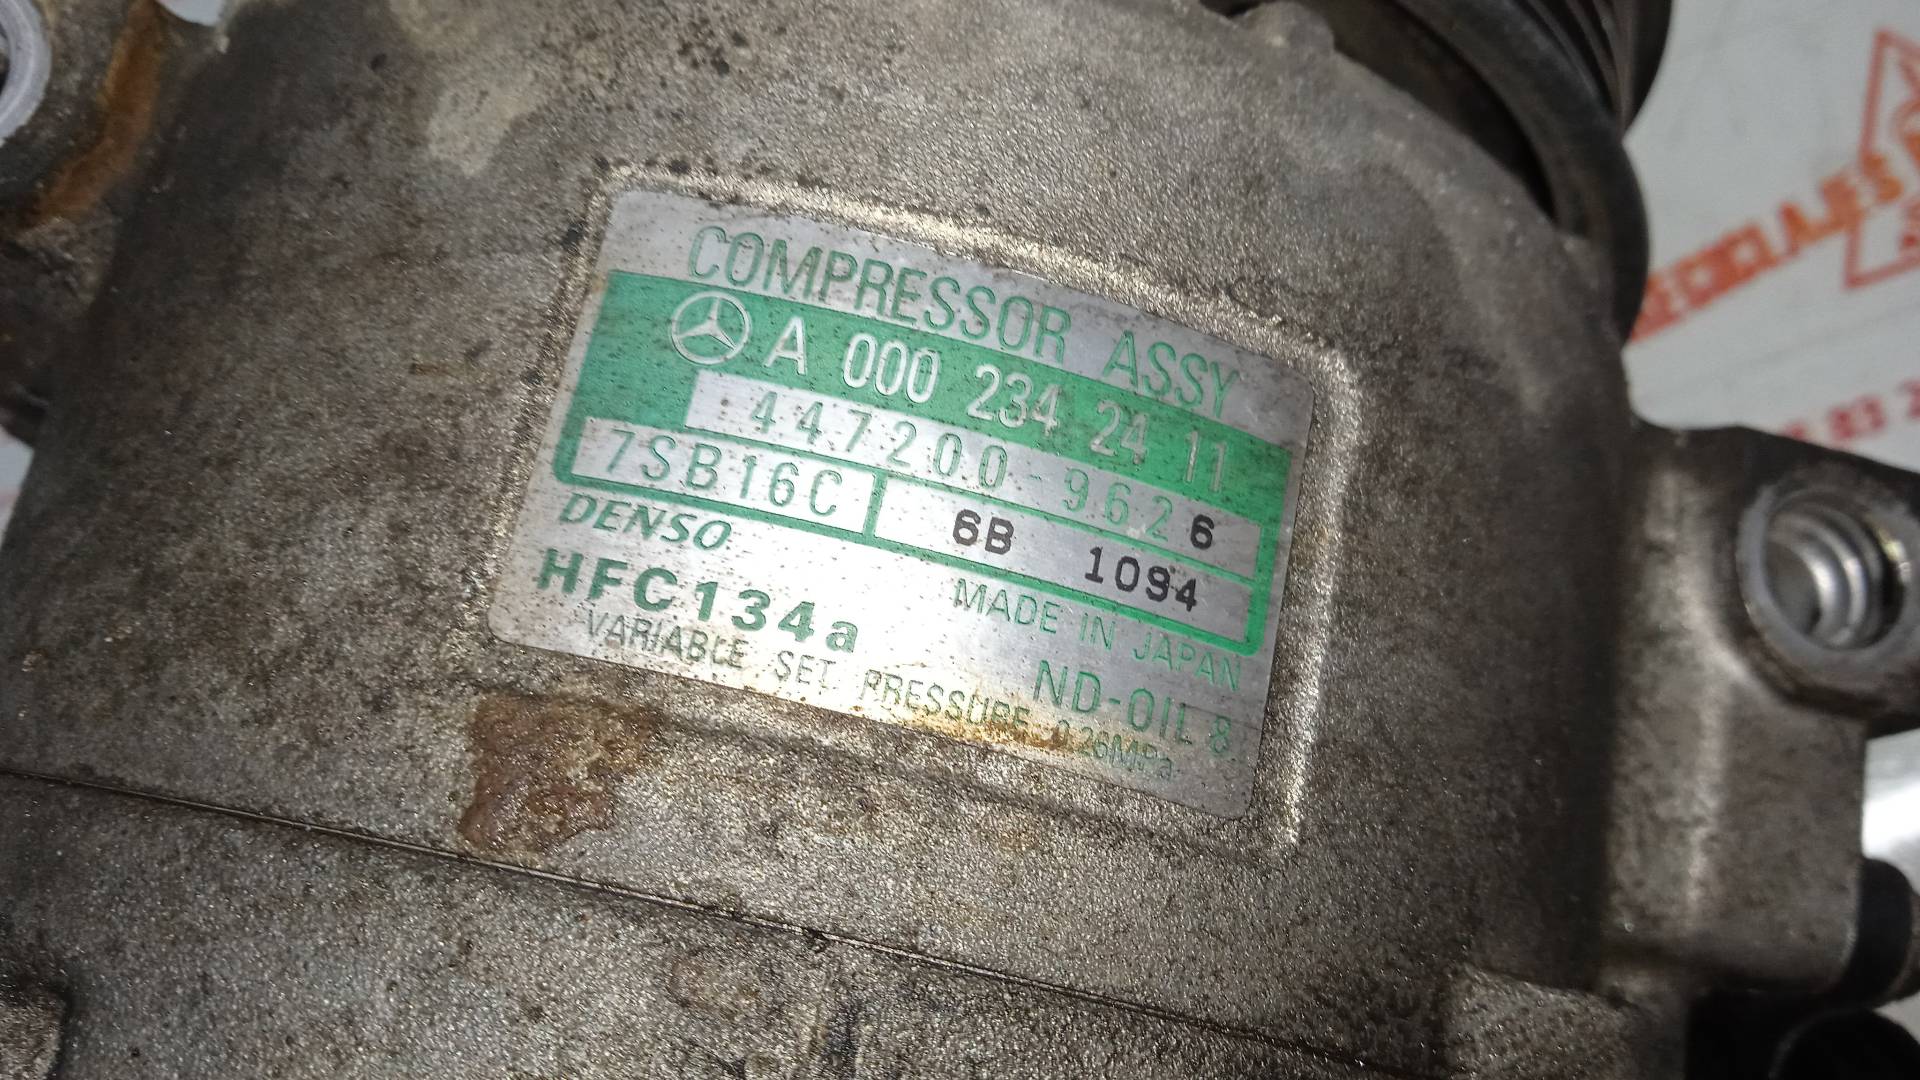 COMPRESSOR ASSY
A 000 234 24 11
447200-9626
7SB16C 6B 1094
DENSO MADE IN JAPAN
HFC134a ND-OIL 8
VARIABLE SET PRESSURE 0.26MPa
RECICLAJES